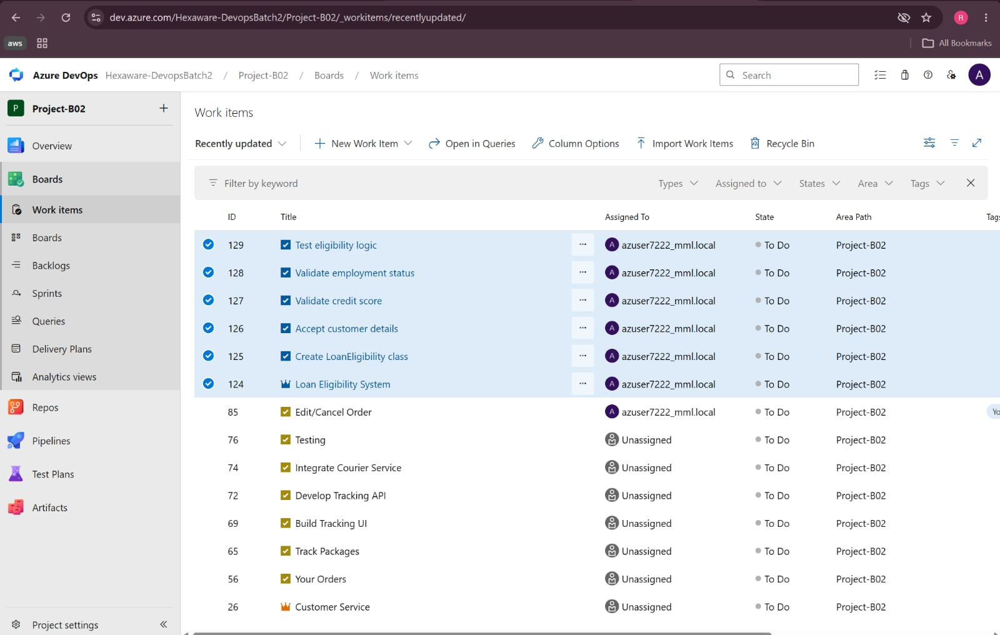 dev.azure.com/Hexaware-DevopsBatch2/Project-B02/_workitems/recentlyupdated/
R
aws
All Bookmarks
Azure DevOps Hexaware-DevopsBatch2 / Project-B02 / Boards / Work items
Search
A
P Project-B02
Overview
Boards
Work items
Boards
Backlogs
Sprints
Queries
Delivery Plans
Analytics views
Repos
Pipelines
Test Plans
Artifacts
Project settings
Work items
Recently updated New Work Item Open in Queries Column Options Import Work Items Recycle Bin
Filter by keyword Types Assigned to States Area Tags
ID Title Assigned To State Area Path Tags
129 Test eligibility logic A azuser7222_mml.local To Do Project-B02
128 Validate employment status A azuser7222_mml.local To Do Project-B02
127 Validate credit score A azuser7222_mml.local To Do Project-B02
126 Accept customer details A azuser7222_mml.local To Do Project-B02
125 Create LoanEligibility class A azuser7222_mml.local To Do Project-B02
124 Loan Eligibility System A azuser7222_mml.local To Do Project-B02
85 Edit/Cancel Order A azuser7222_mml.local To Do Project-B02 Yo
76 Testing Unassigned To Do Project-B02
74 Integrate Courier Service Unassigned To Do Project-B02
72 Develop Tracking API Unassigned To Do Project-B02
69 Build Tracking UI Unassigned To Do Project-B02
65 Track Packages Unassigned To Do Project-B02
56 Your Orders Unassigned To Do Project-B02
26 Customer Service Unassigned To Do Project-B02